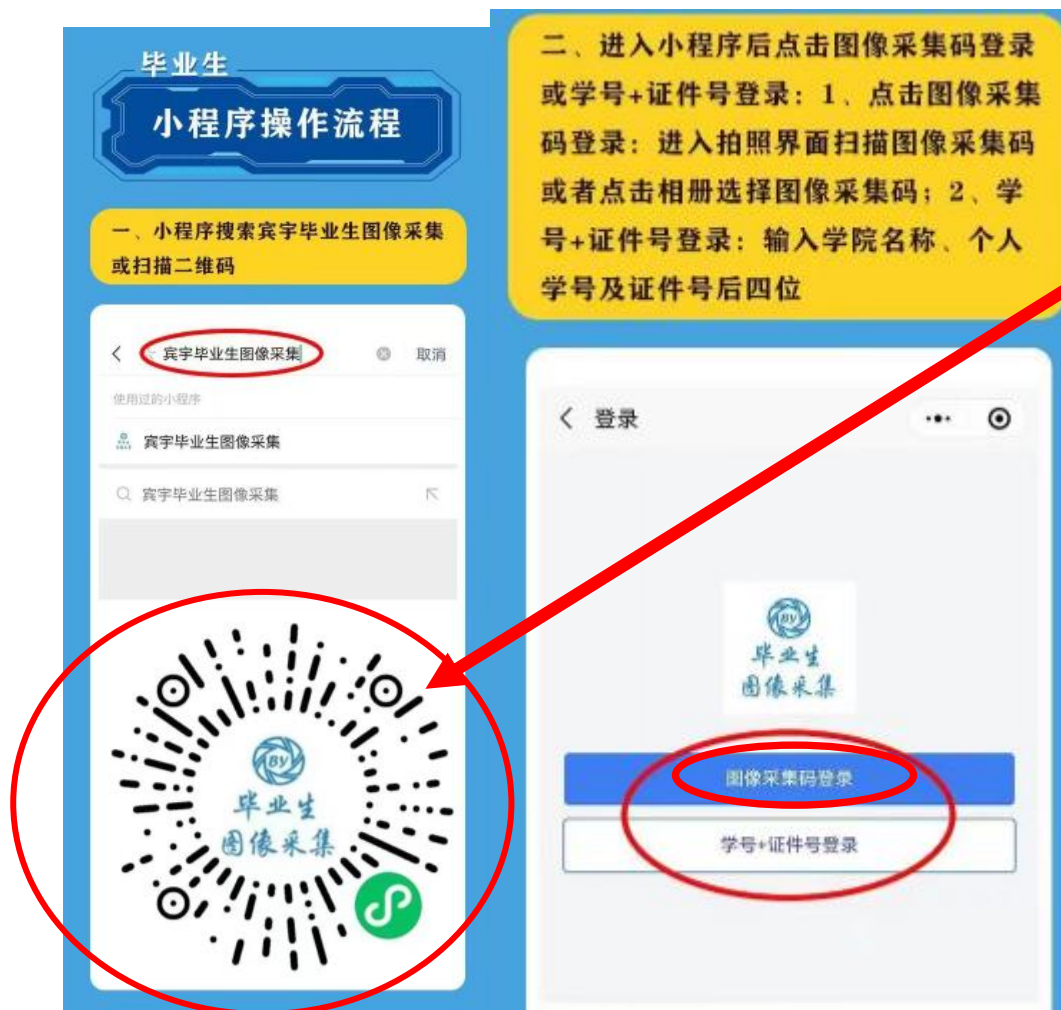 毕业生
小程序操作流程
一、小程序搜索宾宇毕业生图像采集
或扫描二维码
宾宇毕业生图像采集
取消
使用过的小程序
宾宇毕业生图像采集
宾宇毕业生图像采集
BY
毕业生
图像采集
二、进入小程序后点击图像采集码登录
或学号+证件号登录：1、点击图像采集
码登录：进入拍照界面扫描图像采集码
或者点击相册选择图像采集码；2、学
号+证件号登录：输入学院名称、个人
学号及证件号后四位
登录
BY
毕业生
图像采集
图像采集码登录
学号+证件号登录